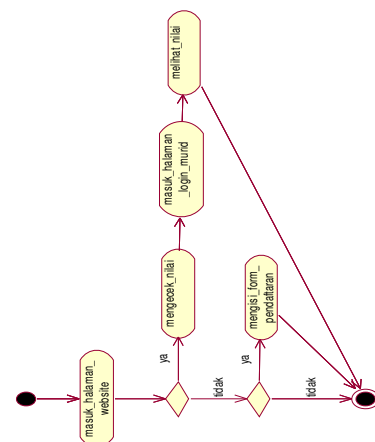 masuk_halaman_
website
ya
mengecek_nilai
masuk_halaman
_login_murid
melihat_nilai
tidak
ya
mengisi_form_
pendaftaran
tidak